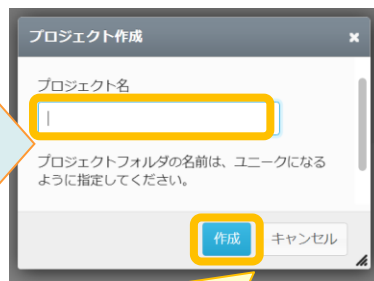 プロジェクト作成
プロジェクト名
プロジェクトフォルダの名前は、ユニークになる
ように指定してください。
作成 キャンセル